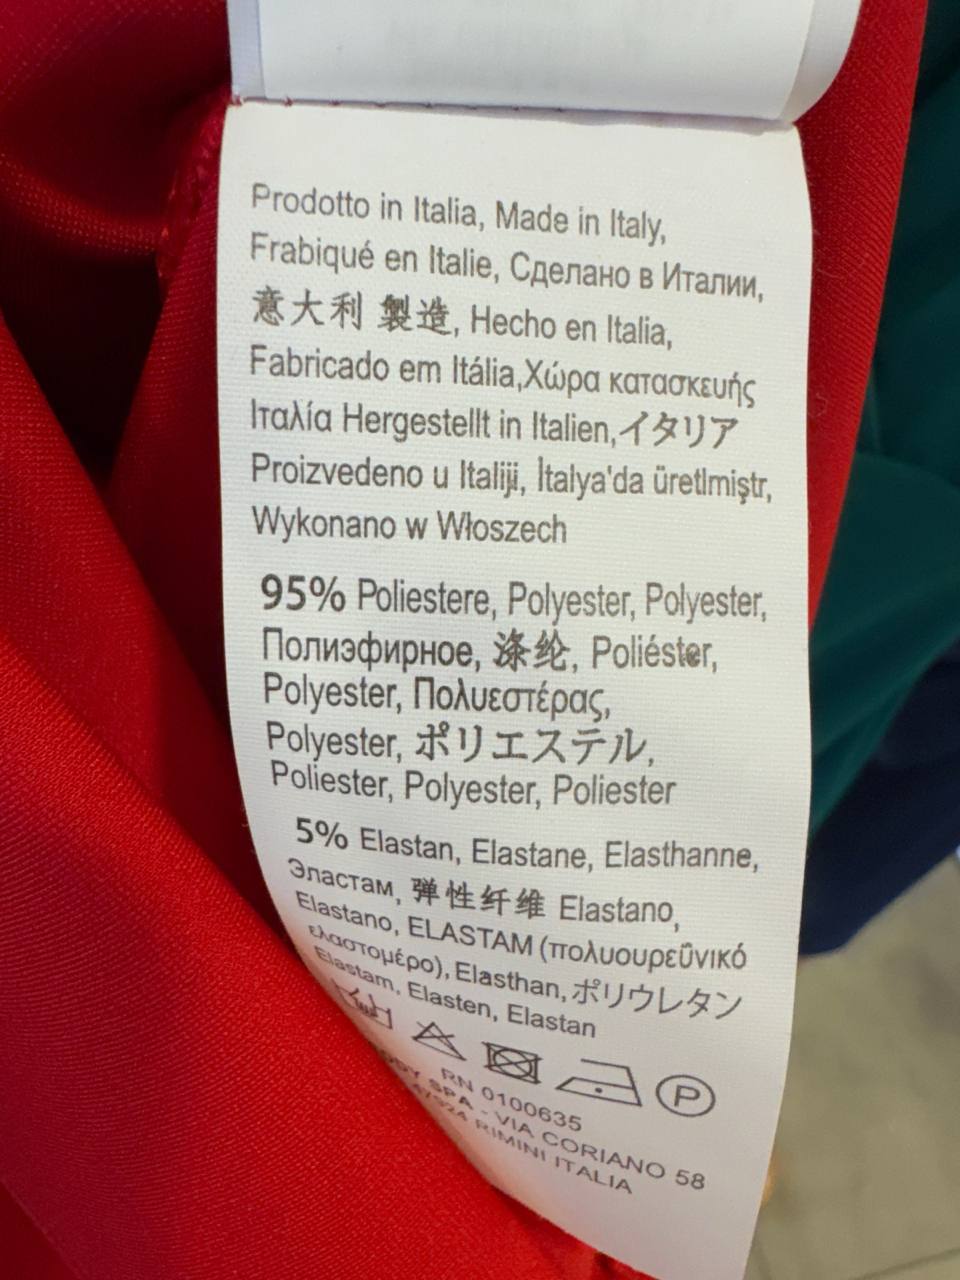 Prodotto in Italia, Made in Italy,
Frabiqué en Italie, Сделано в Италии,
意大利 製造, Hecho en Italia,
Fabricado em Itália,Χώρα κατασκευής
Ιταλία Hergestellt in Italien,イタリア
Proizvedeno u Italiji, İtalya'da üretlmiştr,
Wykonano w Włoszech
95% Poliestere, Polyester, Polyester,
Полиэфирное, 涤纶, Poliéster,
Polyester, Πολυεστέρας,
Polyester, ポリエステル,
Poliester, Polyester, Poliester
5% Elastan, Elastane, Elasthanne,
Эластам, 弹性纤维 Elastano,
Elastano, ELASTAM (πολυουρεΰνικό
ελαστομέρο), Elasthan, ポリウレタン
Elastam, Elasten, Elastan
P
RN 0100635
SPA - VIA CORIANO 58
47924 RIMINI ITALIA